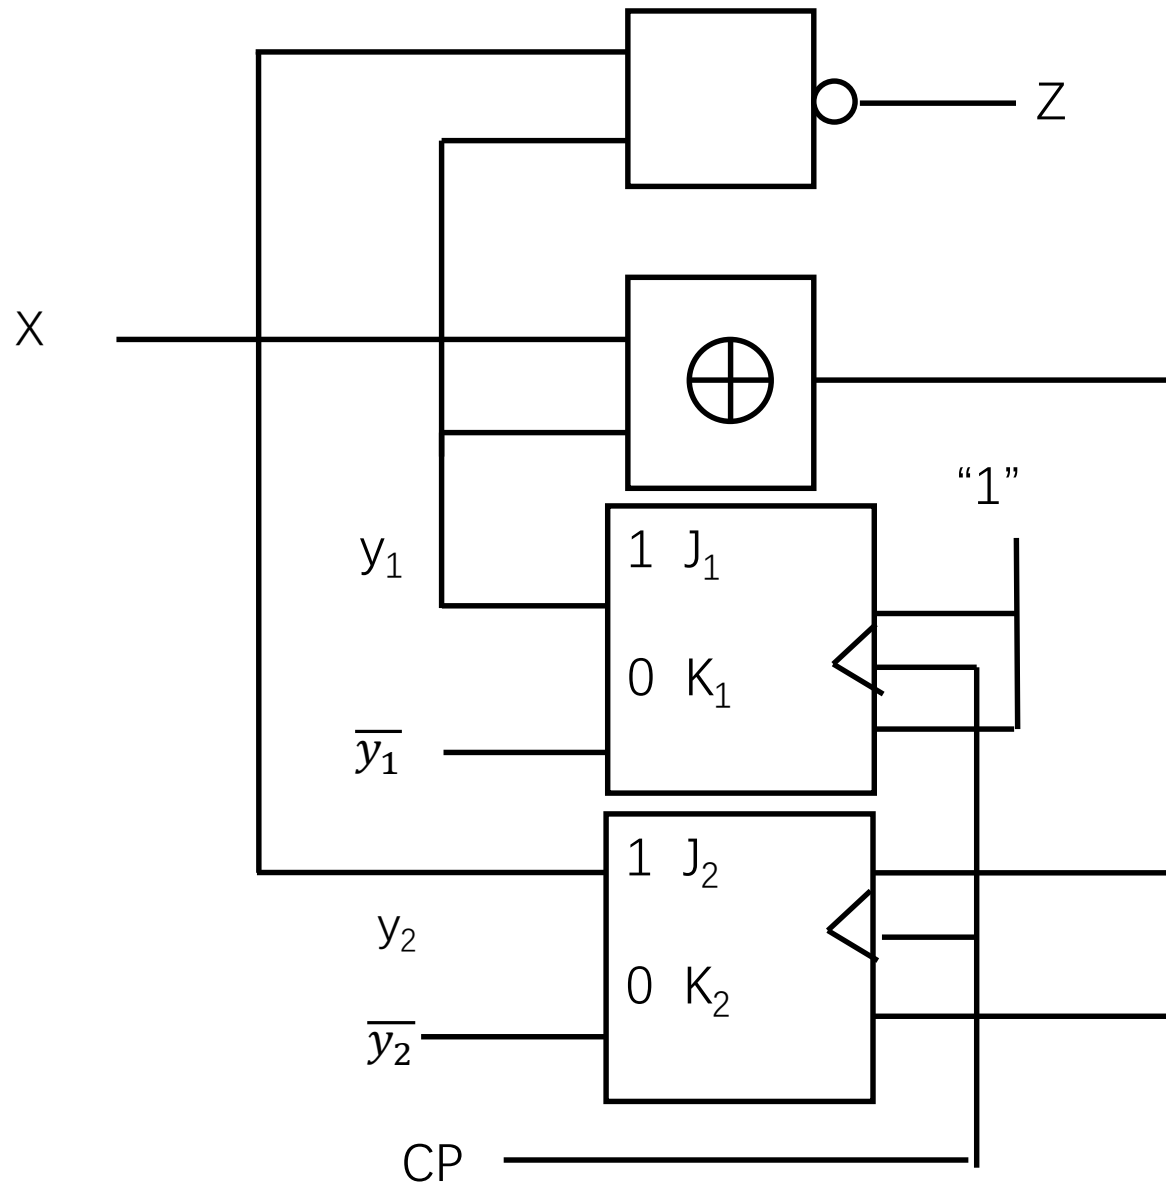 Z
X
⊕
“1”
y₁
1 J₁
0 K₁
y̅₁̅
1 J₂
y₂
0 K₂
y̅₂̅
CP